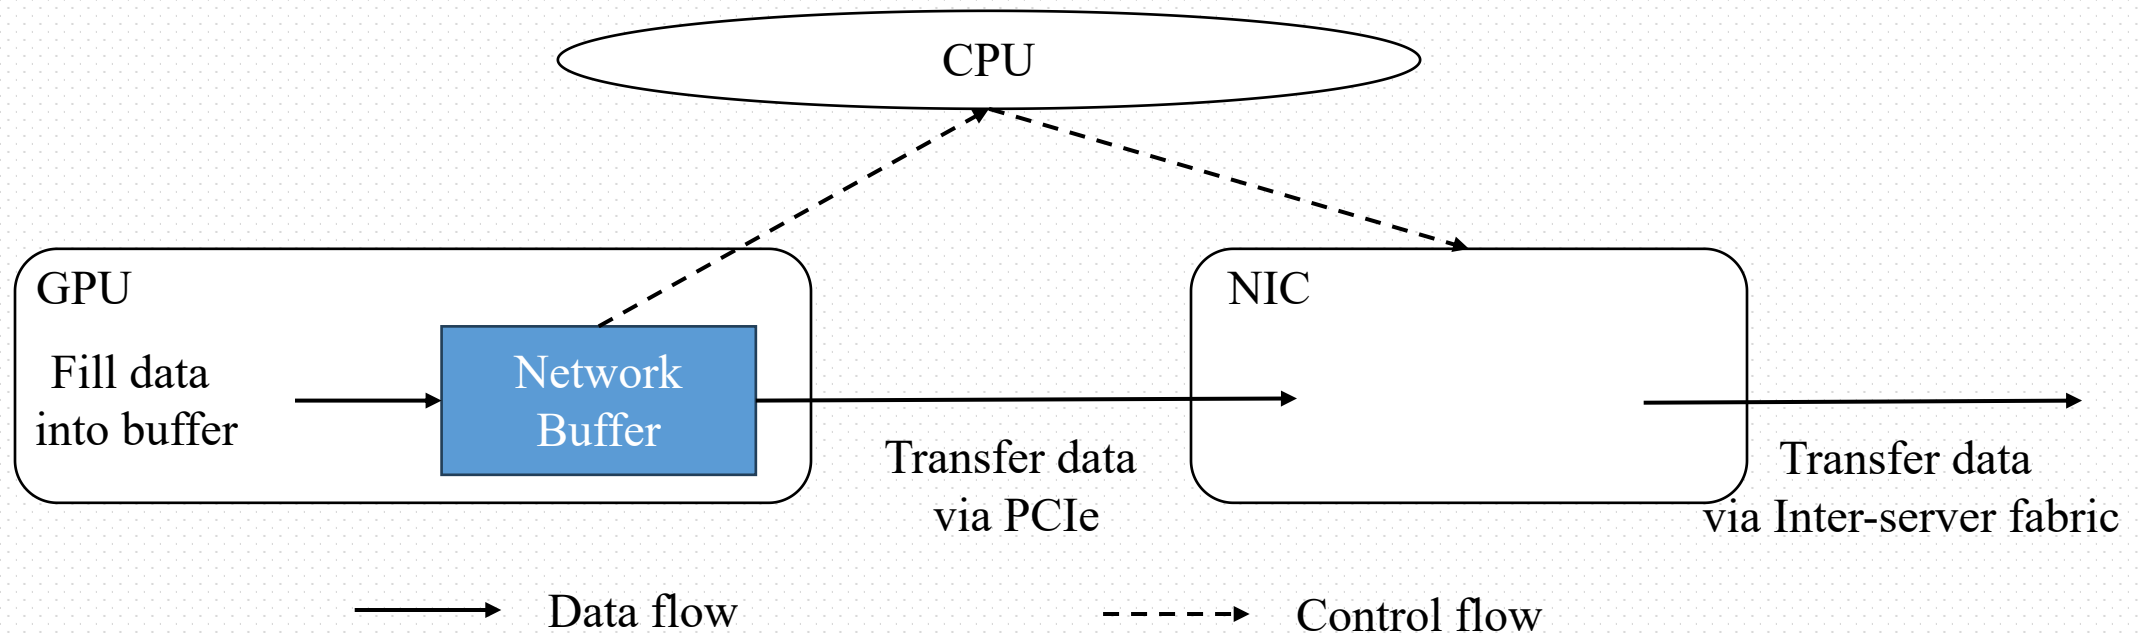 CPU
GPU
NIC
Fill data
into buffer
Network
Buffer
Transfer data
via PCIe
Transfer data
via Inter-server fabric
Data flow
Control flow